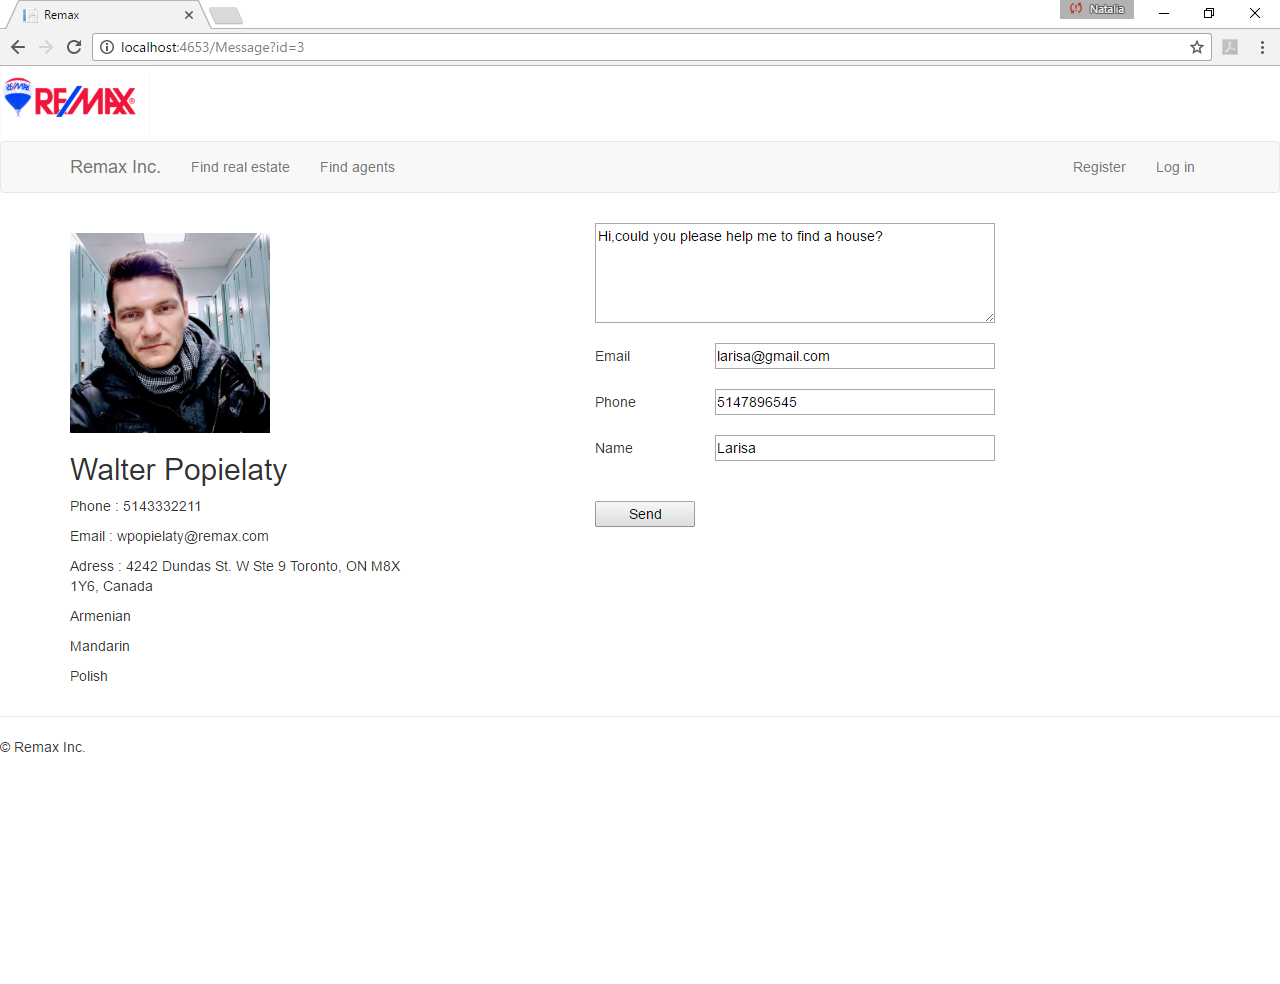 Remax
Natalia
localhost:4653/Message?id=3
RE/MAX
RE/MAX®
Remax Inc.
Find real estate
Find agents
Register
Log in
Hi,could you please help me to find a house?
Email
larisa@gmail.com
Phone
5147896545
Name
Larisa
Send
Walter Popielaty
Phone : 5143332211
Email : wpopielaty@remax.com
Adress : 4242 Dundas St. W Ste 9 Toronto, ON M8X
1Y6, Canada
Armenian
Mandarin
Polish
© Remax Inc.